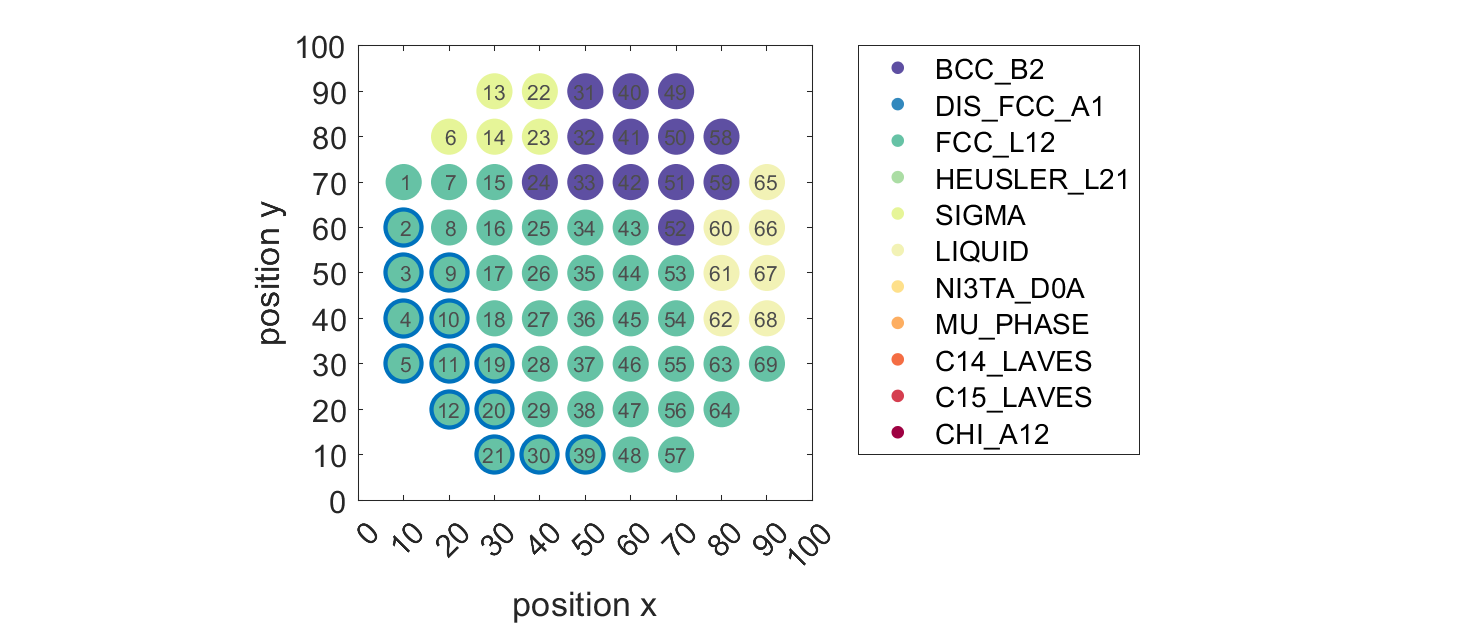 100
90
80
70
60
50
40
30
20
10
0
position y
13 22 31 40 49
6 14 23 32 41 50 58
1 7 15 24 33 42 51 59 65
2 8 16 25 34 43 52 60 66
3 9 17 26 35 44 53 61 67
4 10 18 27 36 45 54 62 68
5 11 19 28 37 46 55 63 69
12 20 29 38 47 56 64
21 30 39 48 57
0 10 20 30 40 50 60 70 80 90 100
position x
BCC_B2
DIS_FCC_A1
FCC_L12
HEUSLER_L21
SIGMA
LIQUID
NI3TA_D0A
MU_PHASE
C14_LAVES
C15_LAVES
CHI_A12